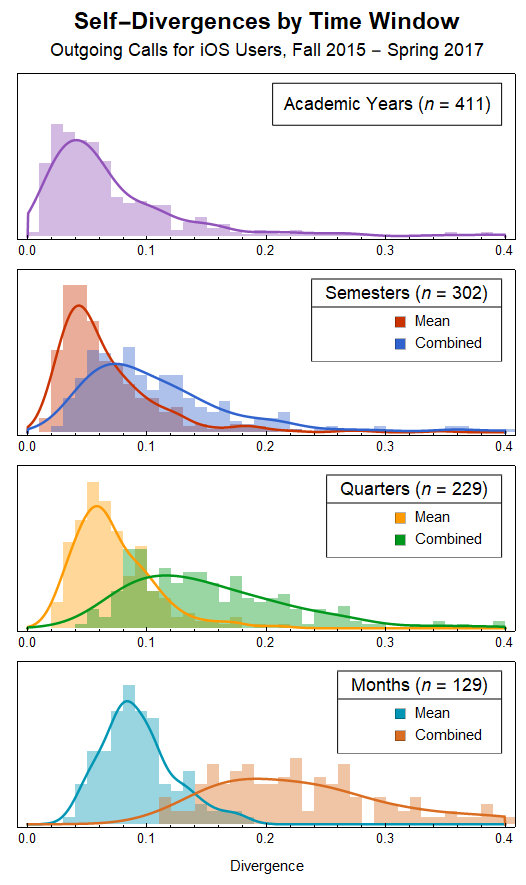 Self–Divergences by Time Window
Outgoing Calls for iOS Users, Fall 2015 – Spring 2017
Academic Years (n = 411)
0.0 0.1 0.2 0.3 0.4
Semesters (n = 302)
Mean
Combined
0.0 0.1 0.2 0.3 0.4
Quarters (n = 229)
Mean
Combined
0.0 0.1 0.2 0.3 0.4
Months (n = 129)
Mean
Combined
0.0 0.1 0.2 0.3 0.4
Divergence